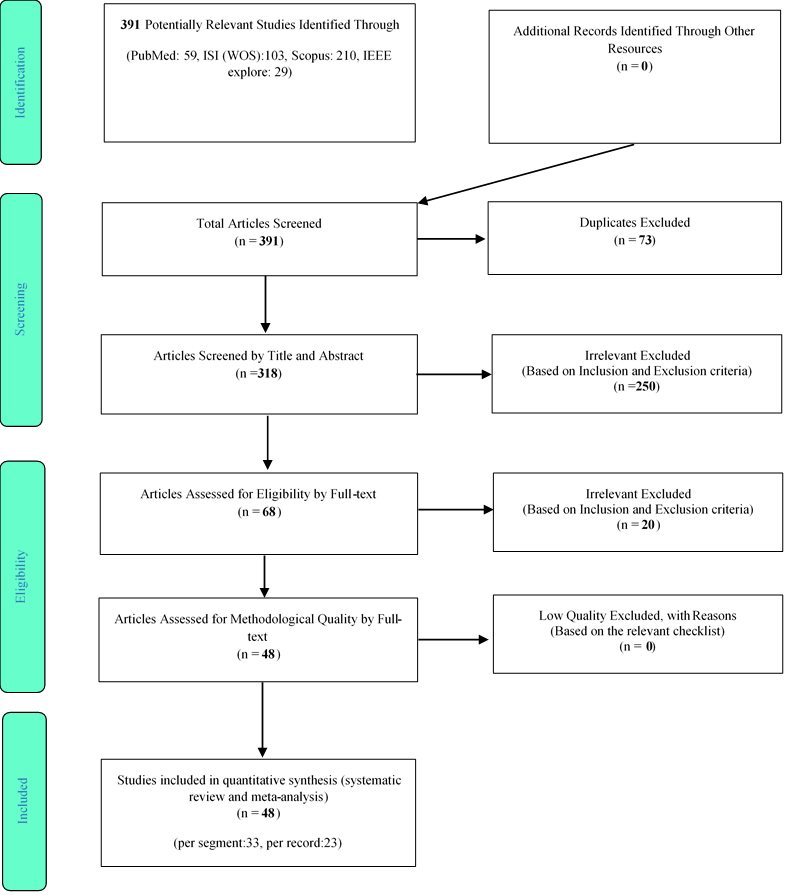 Identification
391 Potentially Relevant Studies Identified Through
(PubMed: 59, ISI (WOS):103, Scopus: 210, IEEE
explore: 29)
Additional Records Identified Through Other
Resources
(n = 0)
Screening
Total Articles Screened
(n = 391)
Duplicates Excluded
(n = 73)
Articles Screened by Title and Abstract
(n =318)
Irrelevant Excluded
(Based on Inclusion and Exclusion criteria)
(n =250)
Eligibility
Articles Assessed for Eligibility by Full-text
(n = 68)
Irrelevant Excluded
(Based on Inclusion and Exclusion criteria)
(n = 20)
Articles Assessed for Methodological Quality by Full-
text
(n = 48)
Low Quality Excluded, with Reasons
(Based on the relevant checklist)
(n = 0)
Included
Studies included in quantitative synthesis (systematic
review and meta-analysis)
(n = 48)
(per segment:33, per record:23)